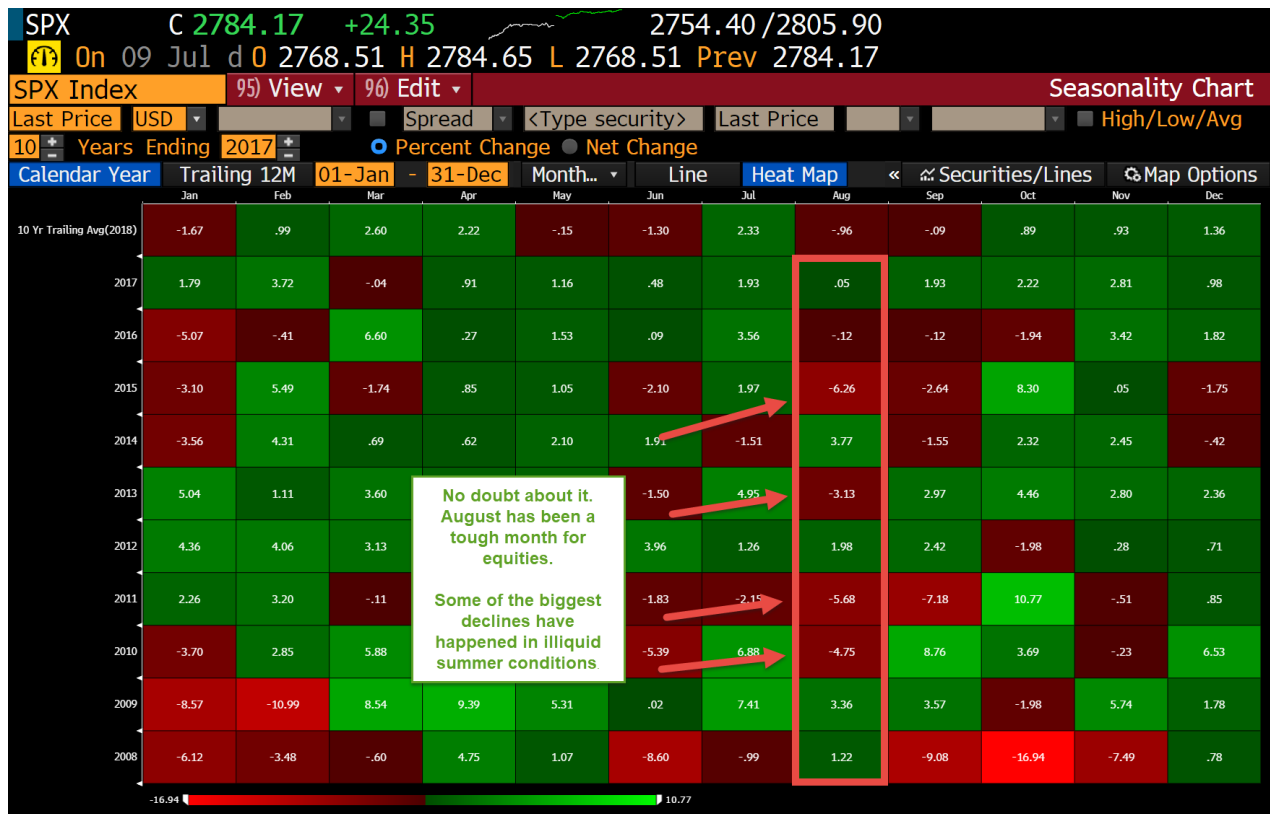 SPX C 2784.17 +24.35 2754.40/2805.90
On 09 Jul d O 2768.51 H 2784.65 L 2768.51 Prev 2784.17
SPX Index 95) View 96) Edit Seasonality Chart
Last Price USD Spread <Type security> Last Price High/Low/Avg
10 Years Ending 2017 Percent Change Net Change
Calendar Year Trailing 12M 01-Jan - 31-Dec Month... Line Heat Map « Securities/Lines Map Options
Jan Feb Mar Apr May Jun Jul Aug Sep Oct Nov Dec
10 Yr Trailing Avg(2018) -1.67 .99 2.60 2.22 -.15 -1.30 2.33 -.96 -.09 .89 .93 1.36
2017 1.79 3.72 -.04 .91 1.16 .48 1.93 .05 1.93 2.22 2.81 .98
2016 -5.07 -.41 6.60 .27 1.53 .09 3.56 -.12 -.12 -1.94 3.42 1.82
2015 -3.10 5.49 -1.74 .85 1.05 -2.10 1.97 -6.26 -2.64 8.30 .05 -1.75
2014 -3.56 4.31 .69 .62 2.10 1.91 -1.51 3.77 -1.55 2.32 2.45 -.42
2013 5.04 1.11 3.60 -1.50 4.95 -3.13 2.97 4.46 2.80 2.36
2012 4.36 4.06 3.13 3.96 1.26 1.98 2.42 -1.98 .28 .71
2011 2.26 3.20 -.11 -1.83 -2.15 -5.68 -7.18 10.77 -.51 .85
2010 -3.70 2.85 5.88 -5.39 6.88 -4.75 8.76 3.69 -.23 6.53
2009 -8.57 -10.99 8.54 9.39 5.31 .02 7.41 3.36 3.57 -1.98 5.74 1.78
2008 -6.12 -3.48 -.60 4.75 1.07 -8.60 -.99 1.22 -9.08 -16.94 -7.49 .78
No doubt about it.
August has been a
tough month for
equities.
Some of the biggest
declines have
happened in illiquid
summer conditions
-16.94 10.77